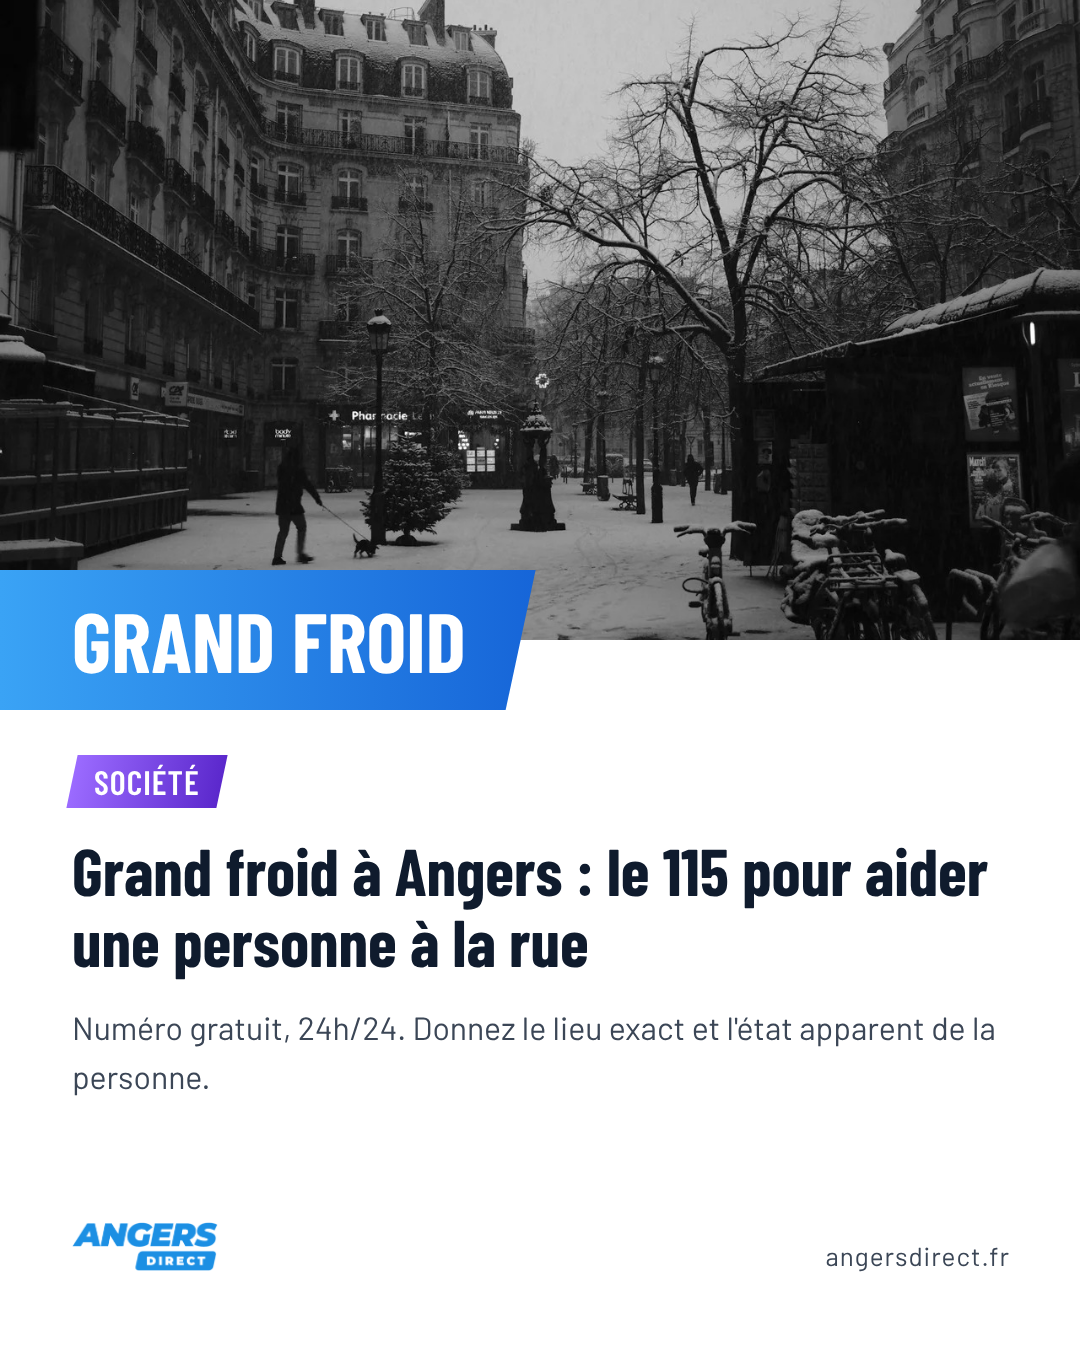 Pharmacie
GRAND FROID
SOCIÉTÉ
Grand froid à Angers : le 115 pour aider
une personne à la rue
Numéro gratuit, 24h/24. Donnez le lieu exact et l'état apparent de la
personne.
ANGERS
DIRECT
angersdirect.fr